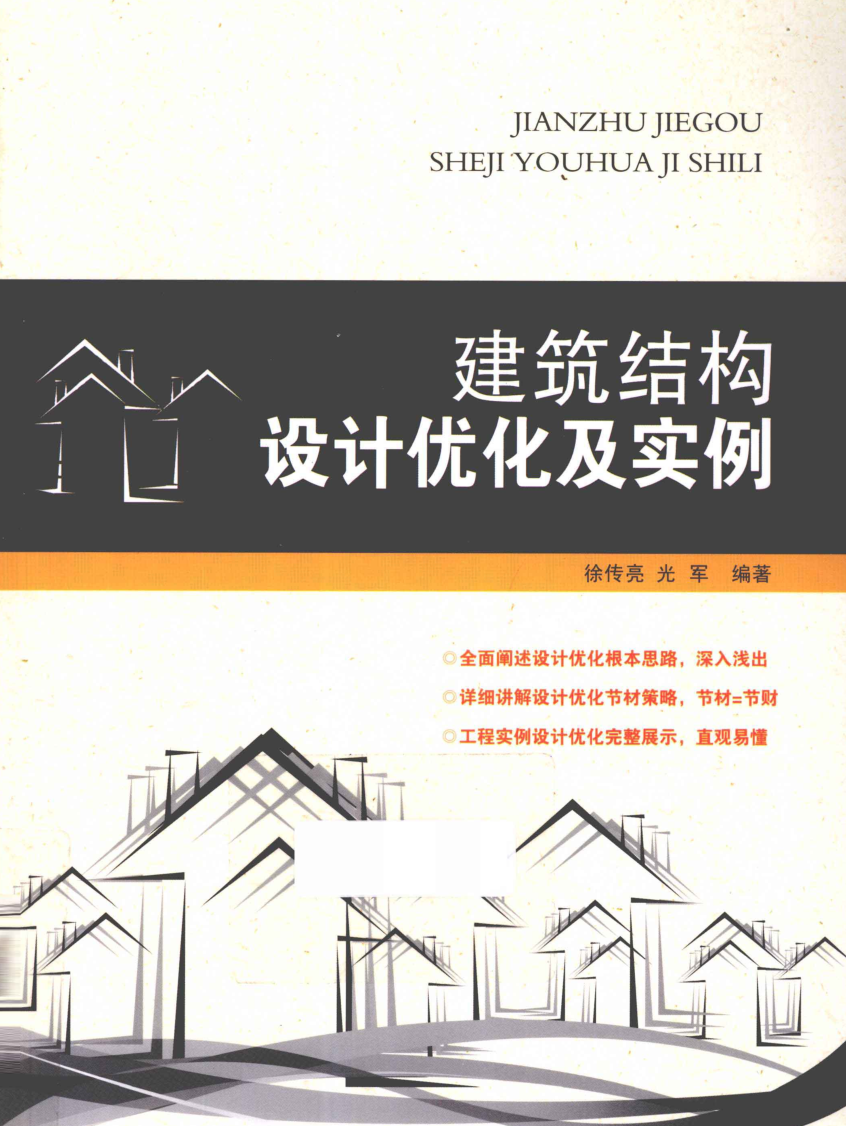 JIANZHU JIEGOU
SHEJI YOUHUA JI SHILI
建筑结构
设计优化及实例
徐传亮 光 军 编著
◎全面阐述设计优化根本思路，深入浅出
◎详细讲解设计优化节材策略，节材=节财
◎工程实例设计优化完整展示，直观易懂